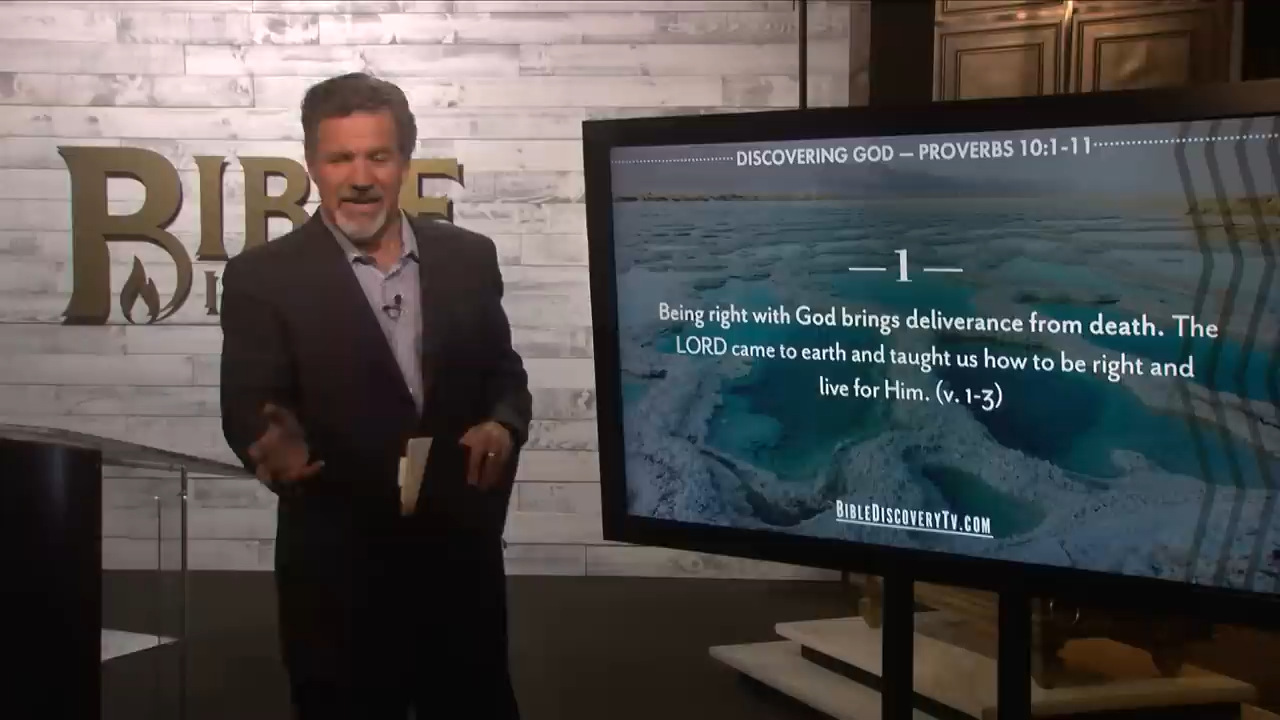 BIBLE
DISCOVERING GOD – PROVERBS 10:1-11
–1–
Being right with God brings deliverance from death. The
LORD came to earth and taught us how to be right and
live for Him. (v. 1-3)
BIBLEDISCOVERYTV.COM